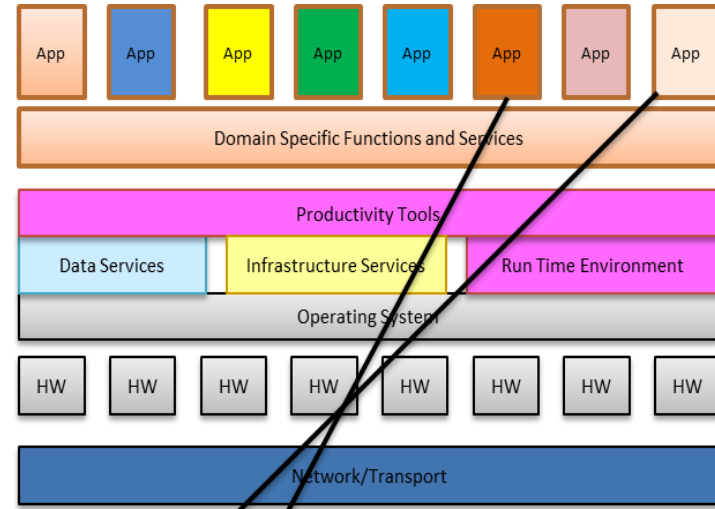 App App App App App App App App
Domain Specific Functions and Services
Productivity Tools
Data Services Infrastructure Services Run Time Environment
Operating System
HW HW HW HW HW HW HW HW
Network/Transport